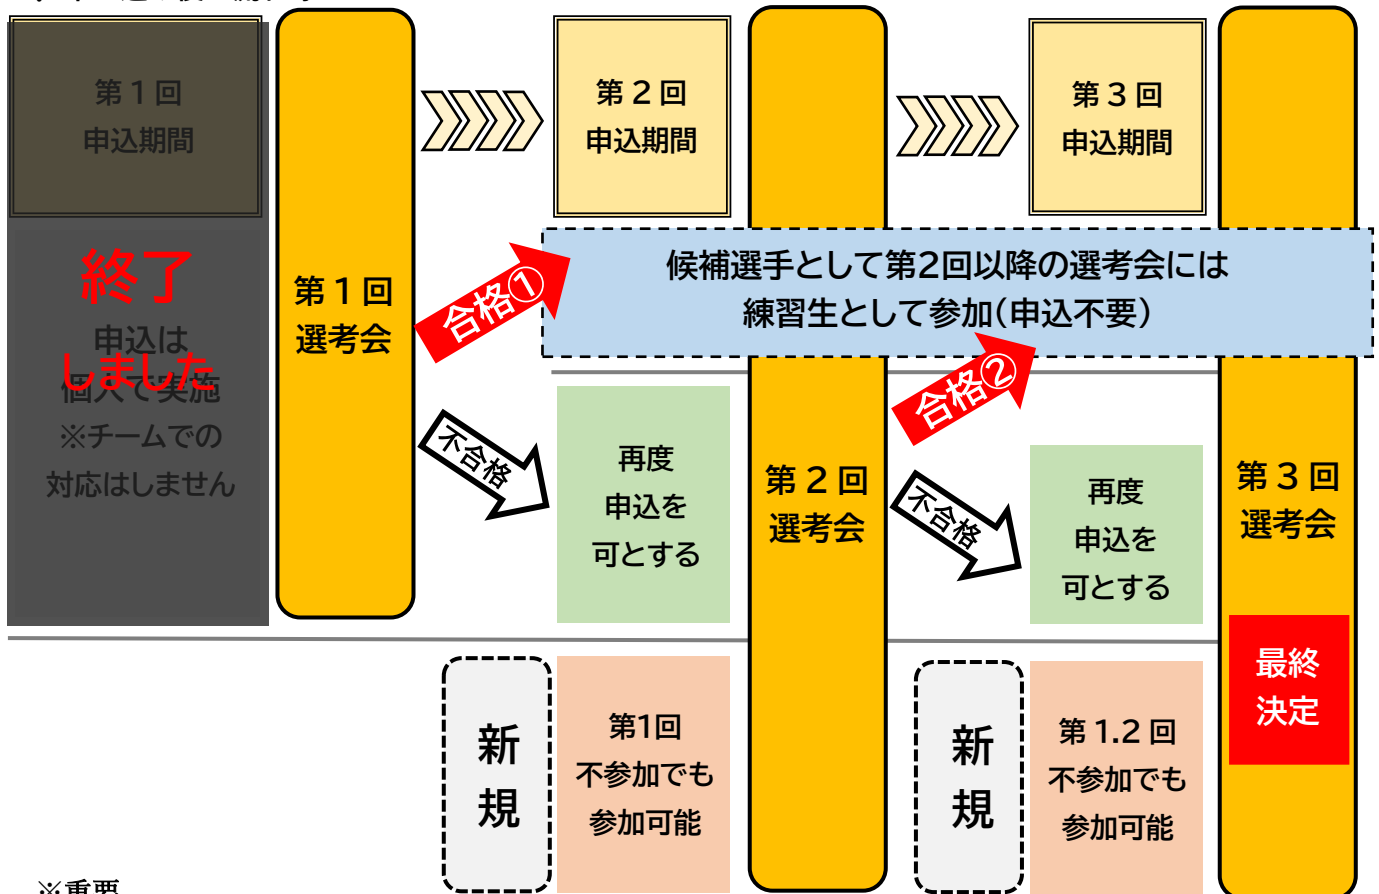 第1回
申込期間
終了
しました
申込は
個人で実施
※チームでの
対応はしません
第1回
選考会
第2回
申込期間
第3回
申込期間
合格①
候補選手として第2回以降の選考会には
練習生として参加(申込不要)
合格②
不合格
再度
申込を
可とする
第2回
選考会
不合格
再度
申込を
可とする
第3回
選考会
最終
決定
新規
第1回
不参加でも
参加可能
新規
第1.2回
不参加でも
参加可能
※重要